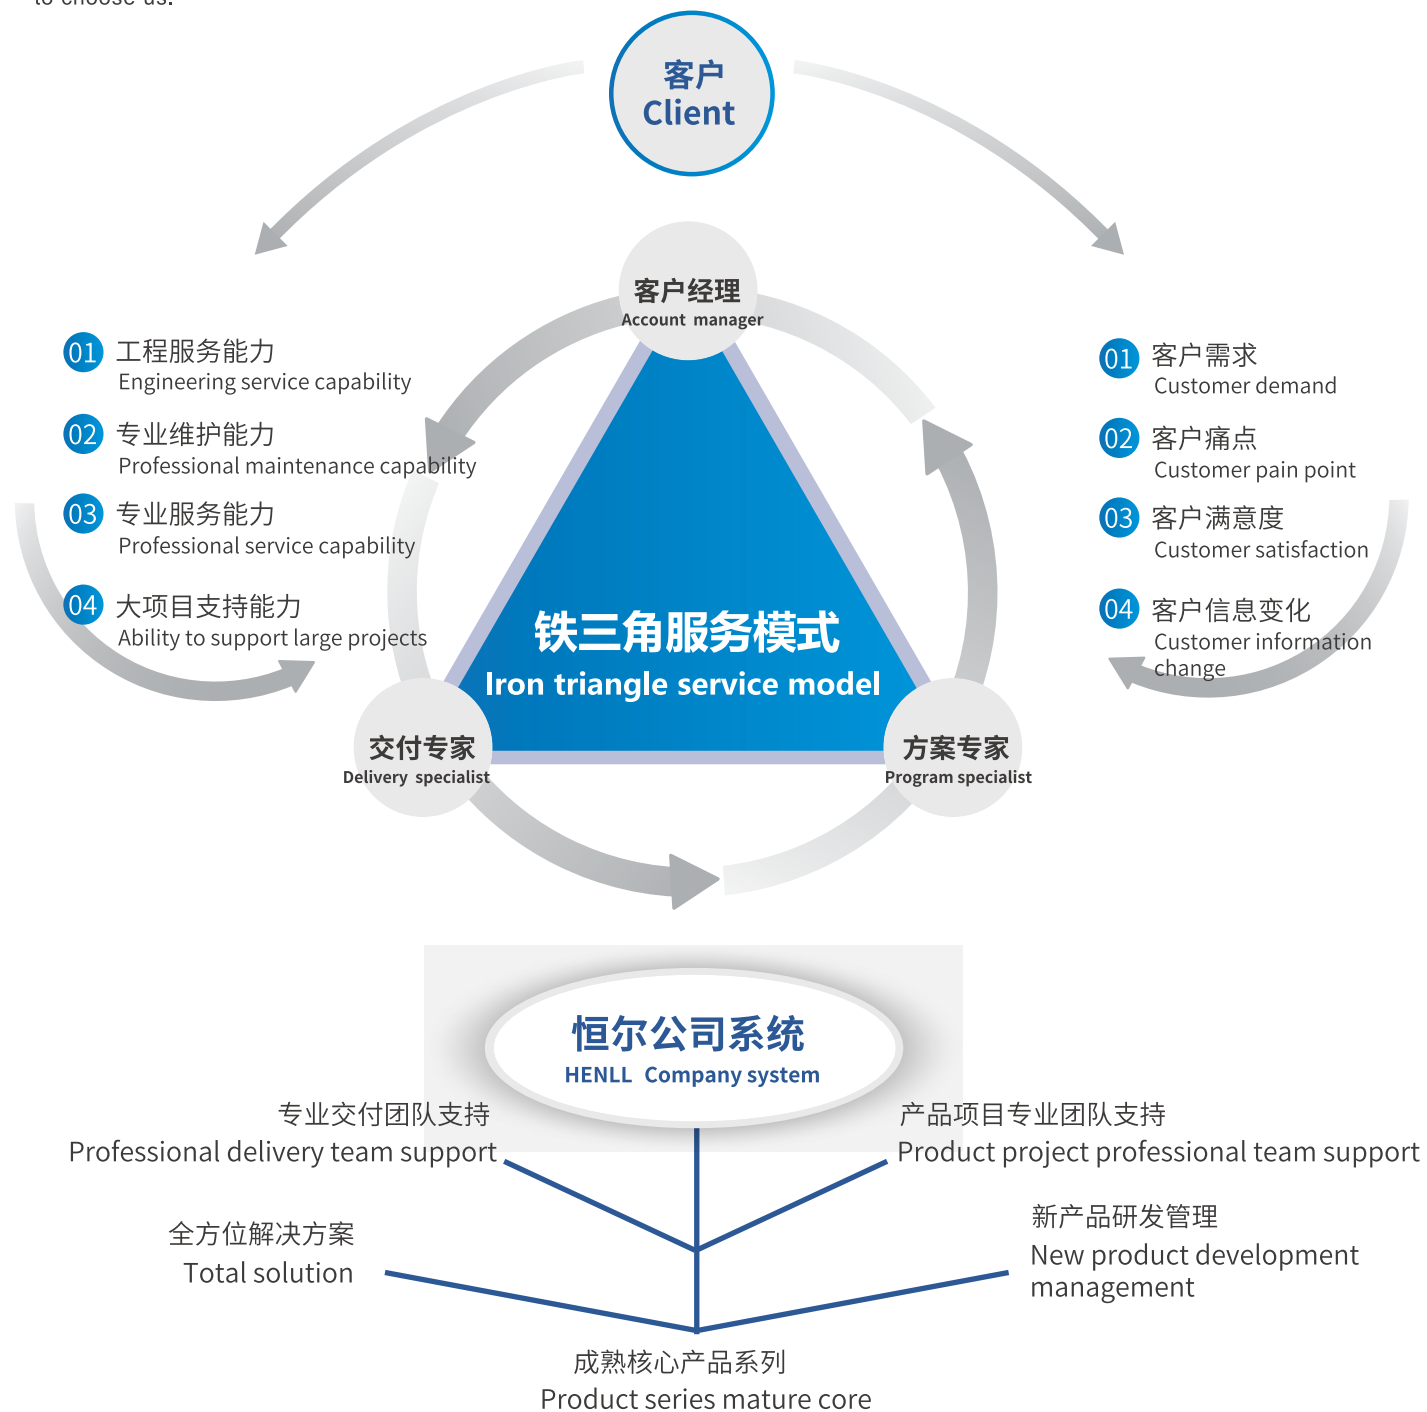 to choose us.
客户
Client
客户经理
Account manager
01 工程服务能力
Engineering service capability
02 专业维护能力
Professional maintenance capability
03 专业服务能力
Professional service capability
04 大项目支持能力
Ability to support large projects
01 客户需求
Customer demand
02 客户痛点
Customer pain point
03 客户满意度
Customer satisfaction
04 客户信息变化
Customer information
change
铁三角服务模式
Iron triangle service model
交付专家
Delivery specialist
方案专家
Program specialist
恒尔公司系统
HENLL Company system
专业交付团队支持
Professional delivery team support
产品项目专业团队支持
Product project professional team support
全方位解决方案
Total solution
新产品研发管理
New product development
management
成熟核心产品系列
Product series mature core